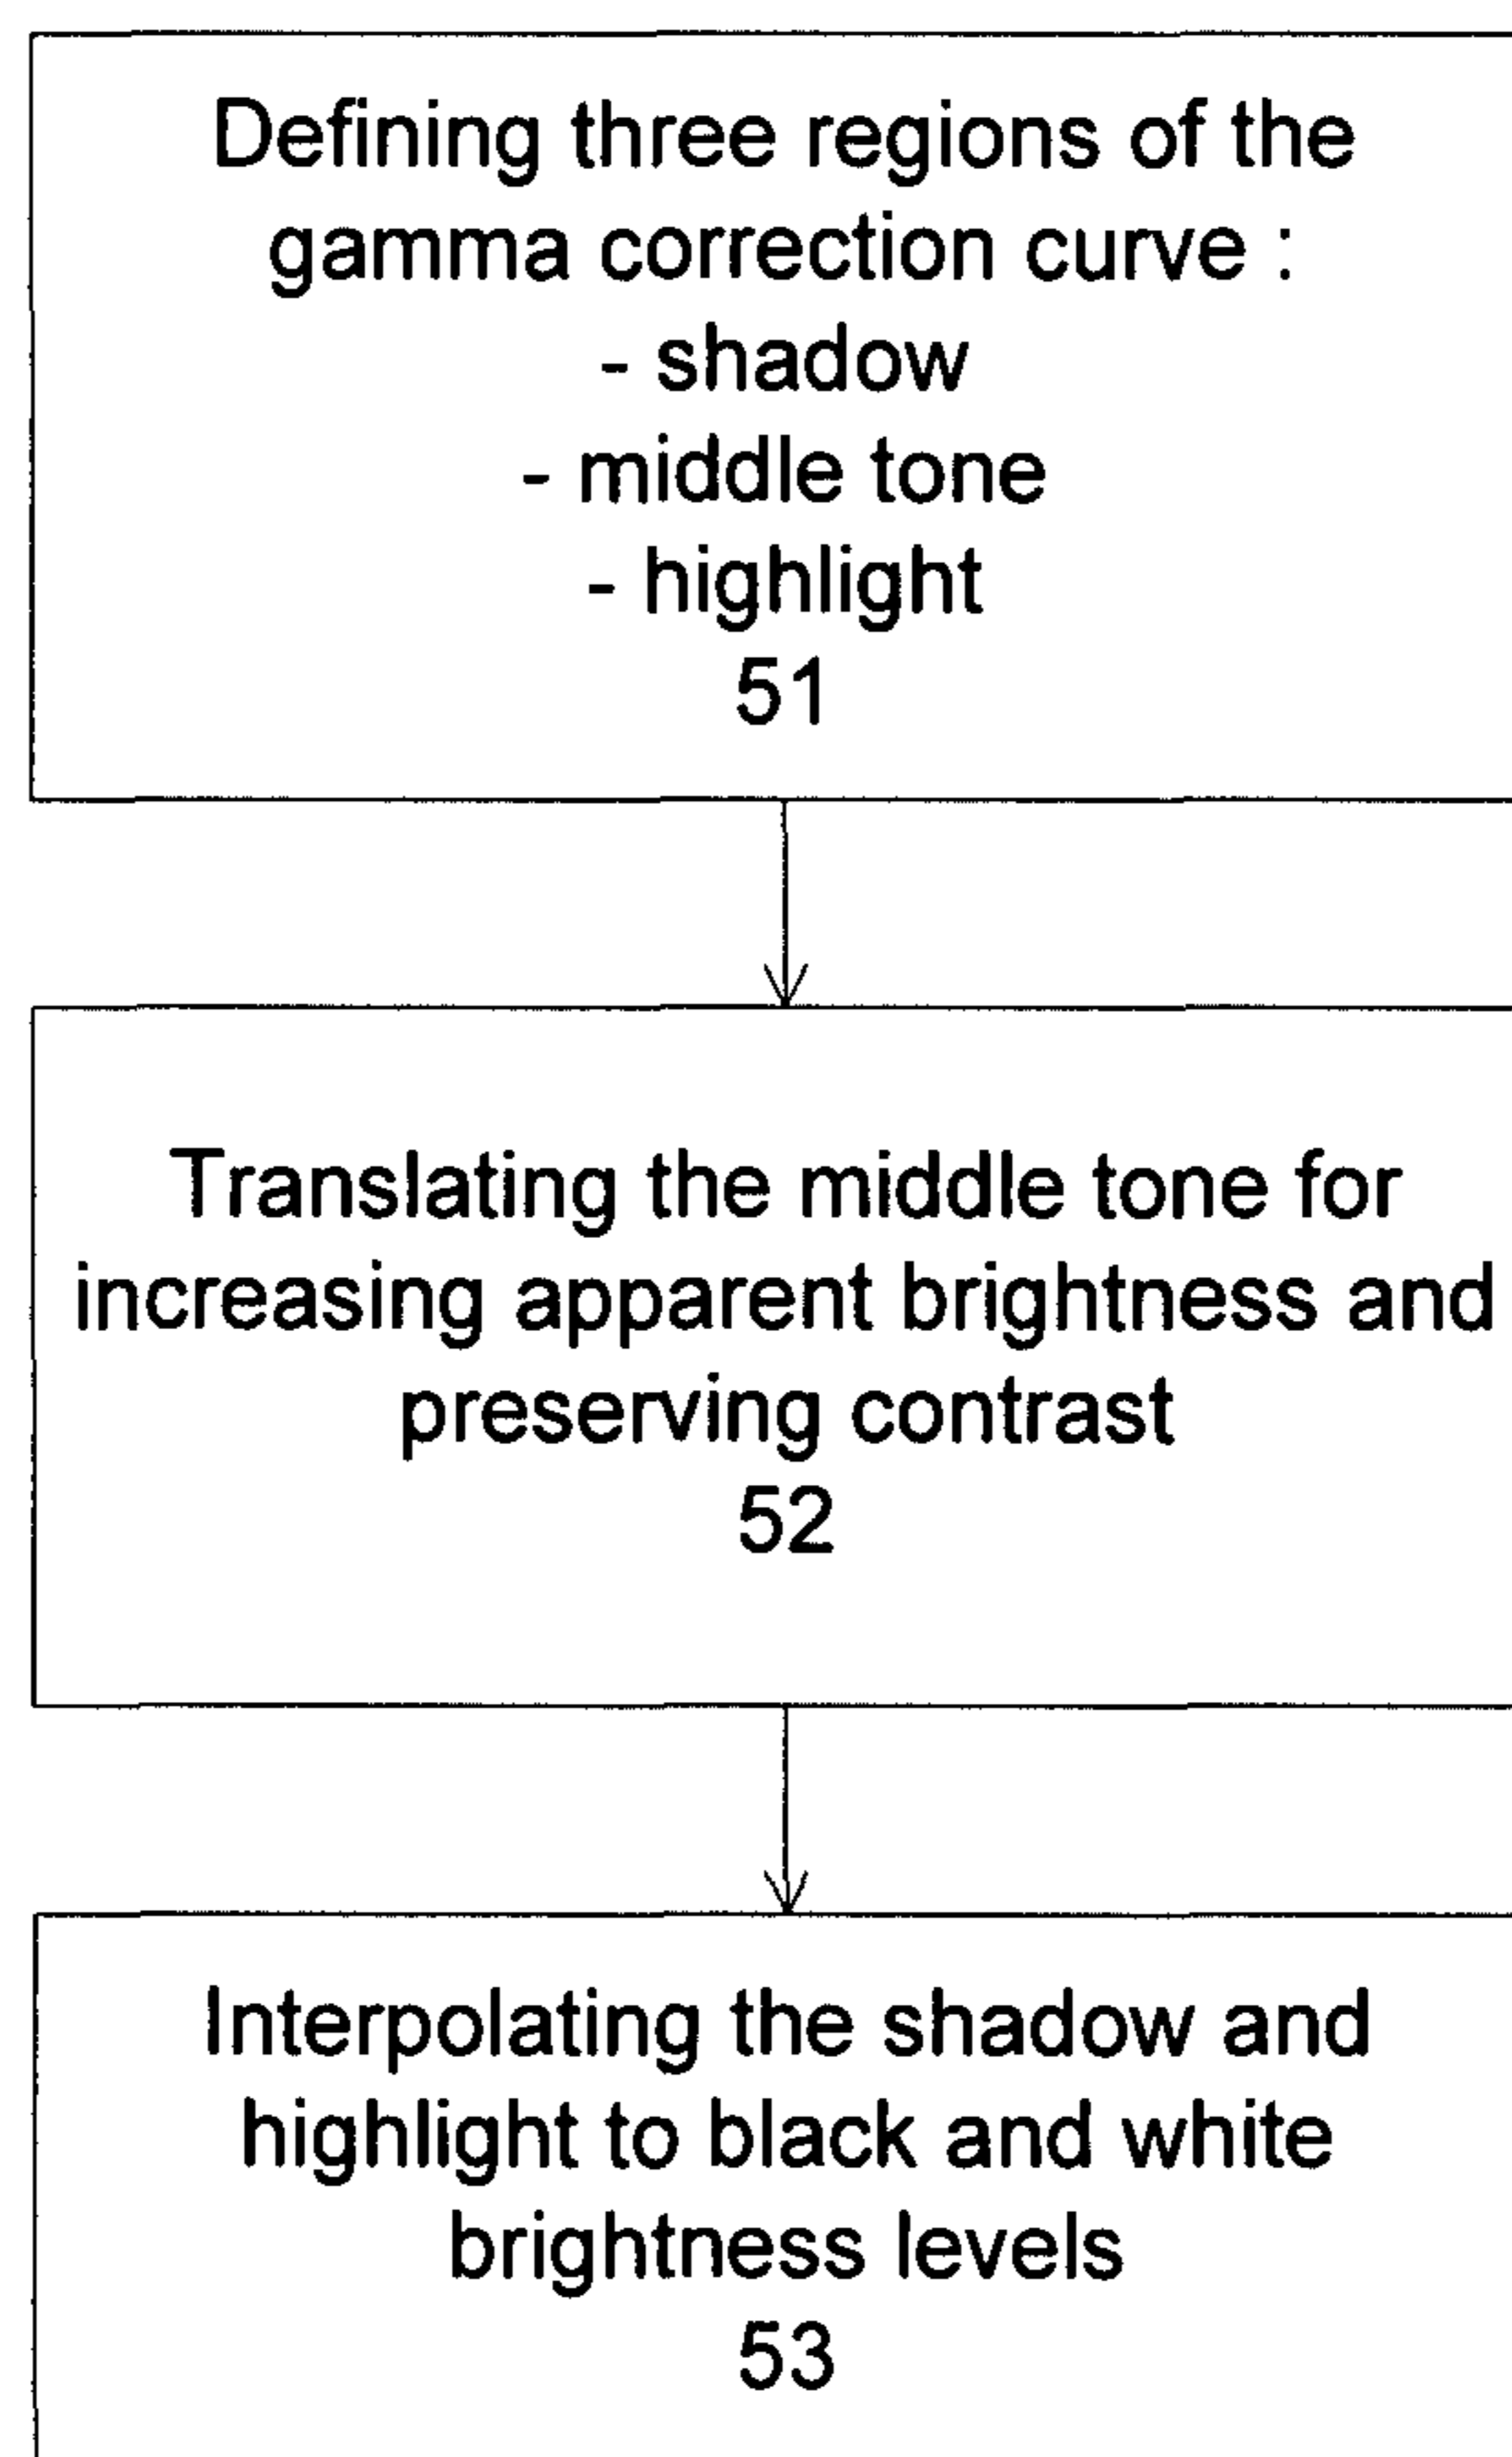 Defining three regions of the
gamma correction curve :
- shadow
- middle tone
- highlight
51
Translating the middle tone for
increasing apparent brightness and
preserving contrast
52
Interpolating the shadow and
highlight to black and white
brightness levels
53